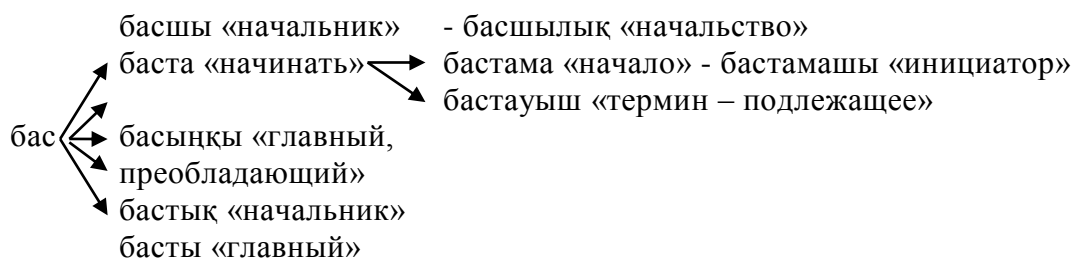 басшы «начальник» - басшылық «начальство»
баста «начинать» бастама «начало» - бастамашы «инициатор»
бастауыш «термин – подлежащее»
бас басыңқы «главный,
преобладающий»
бастық «начальник»
басты «главный»